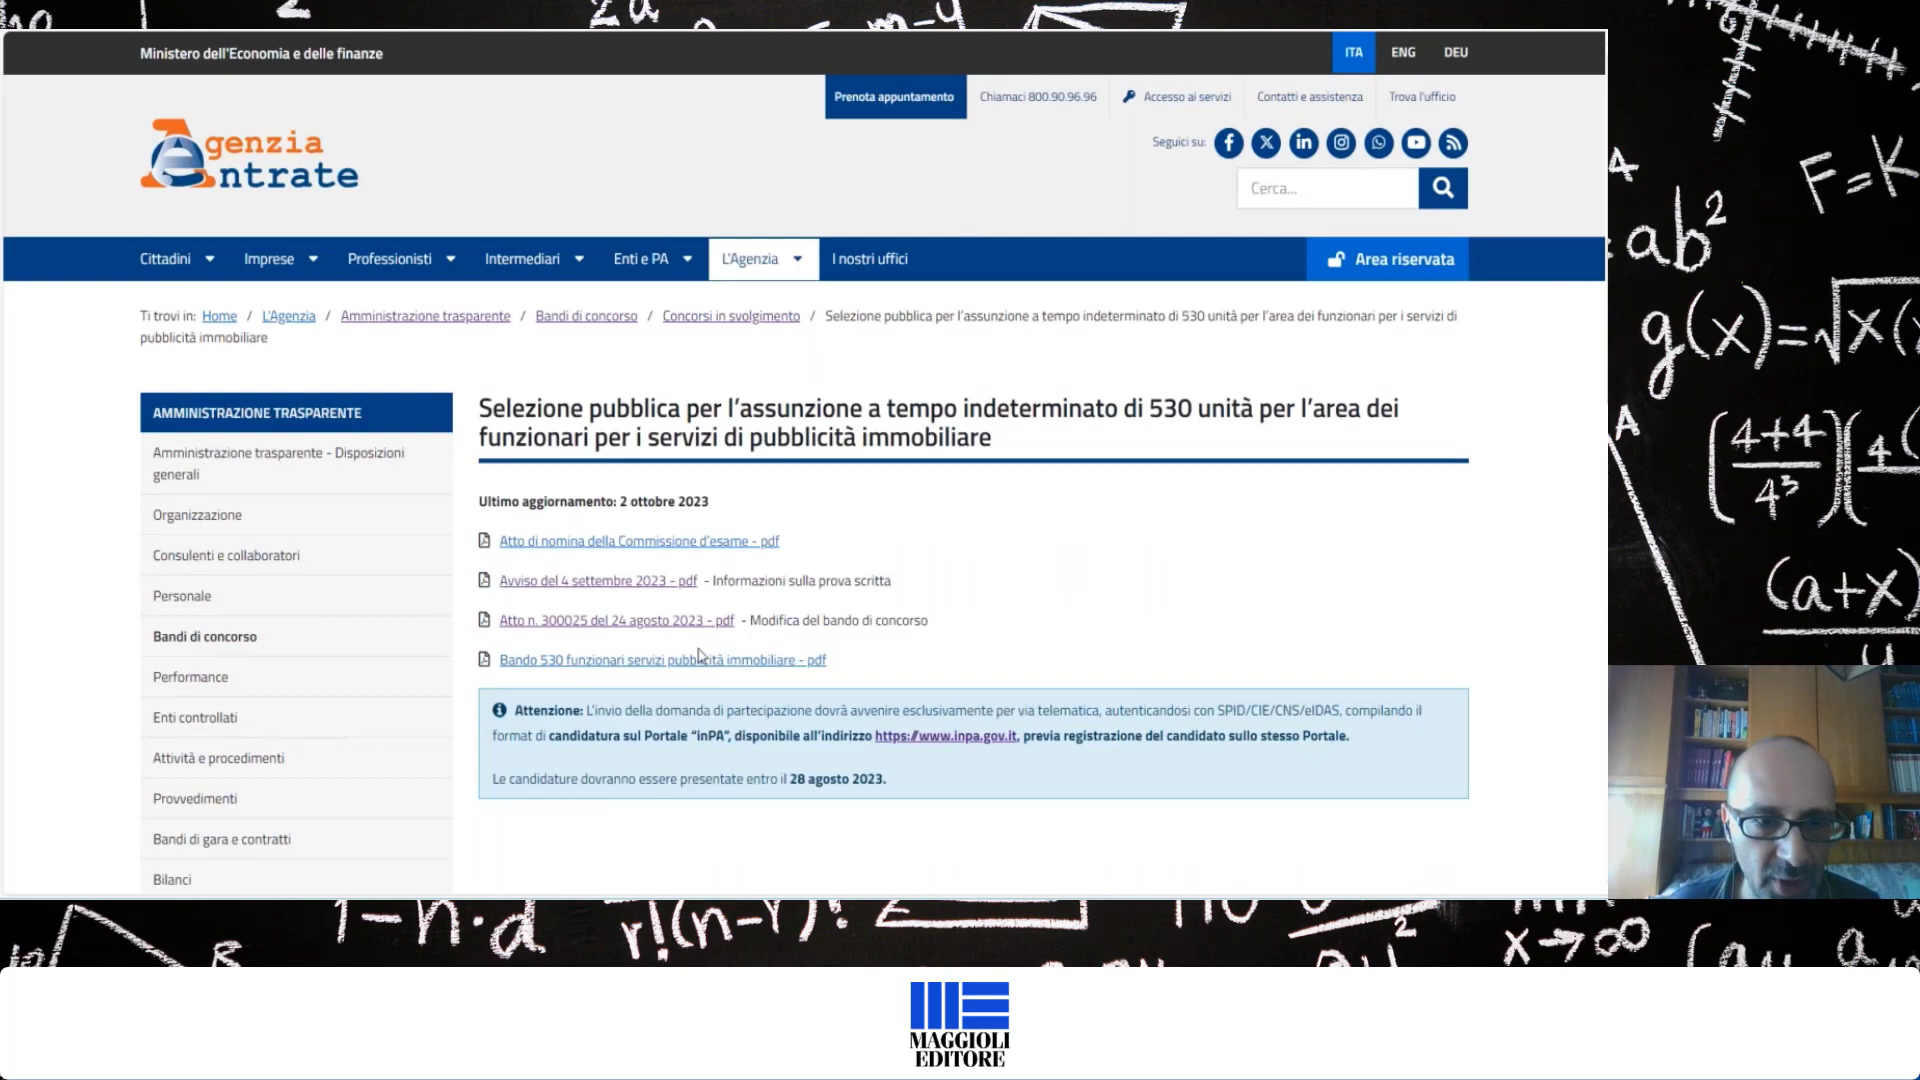 Ministero dell'Economia e delle finanze
ITA ENG DEU
Prenota appuntamento Chiamaci 800.90.96.96 Accesso ai servizi Contatti e assistenza Trova l'ufficio
Agenzia
Entrate
Seguici su:
Cerca...
Cittadini Imprese Professionisti Intermediari Enti e PA L'Agenzia I nostri uffici Area riservata
Ti trovi in: Home / L'Agenzia / Amministrazione trasparente / Bandi di concorso / Concorsi in svolgimento / Selezione pubblica per l'assunzione a tempo indeterminato di 530 unità per l'area dei funzionari per i servizi di
pubblicità immobiliare
AMMINISTRAZIONE TRASPARENTE
Amministrazione trasparente - Disposizioni
generali
Organizzazione
Consulenti e collaboratori
Personale
Bandi di concorso
Performance
Enti controllati
Attività e procedimenti
Provvedimenti
Bandi di gara e contratti
Bilanci
Selezione pubblica per l'assunzione a tempo indeterminato di 530 unità per l'area dei
funzionari per i servizi di pubblicità immobiliare
Ultimo aggiornamento: 2 ottobre 2023
Atto di nomina della Commissione d'esame - pdf
Avviso del 4 settembre 2023 - pdf - Informazioni sulla prova scritta
Atto n. 300025 del 24 agosto 2023 - pdf - Modifica del bando di concorso
Bando 530 funzionari servizi pubblicità immobiliare - pdf
Attenzione: L'invio della domanda di partecipazione dovrà avvenire esclusivamente per via telematica, autenticandosi con SPID/CIE/CNS/eIDAS, compilando il
format di candidatura sul Portale "inPA", disponibile all'indirizzo https://www.inpa.gov.it, previa registrazione del candidato sullo stesso Portale.
Le candidature dovranno essere presentate entro il 28 agosto 2023.
F=K
ab²
A
(a+x)
x→∞
MAGGIOLI
EDITORE